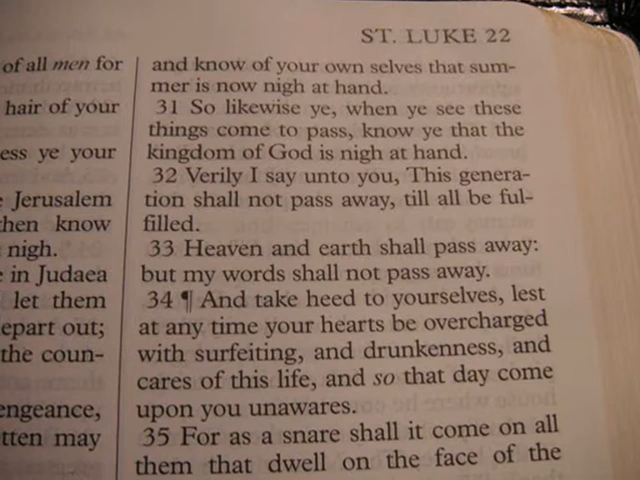 ST. LUKE 22
of all men for
hair of your
ess ye your
Jerusalem
then know
nigh.
in Judaea
let them
epart out;
the coun-
engeance,
tten may
and know of your own selves that sum-
mer is now nigh at hand.
31 So likewise ye, when ye see these
things come to pass, know ye that the
kingdom of God is nigh at hand.
32 Verily I say unto you, This genera-
tion shall not pass away, till all be ful-
filled.
33 Heaven and earth shall pass away:
but my words shall not pass away.
34 ¶ And take heed to yourselves, lest
at any time your hearts be overcharged
with surfeiting, and drunkenness, and
cares of this life, and so that day come
upon you unawares.
35 For as a snare shall it come on all
them that dwell on the face of the